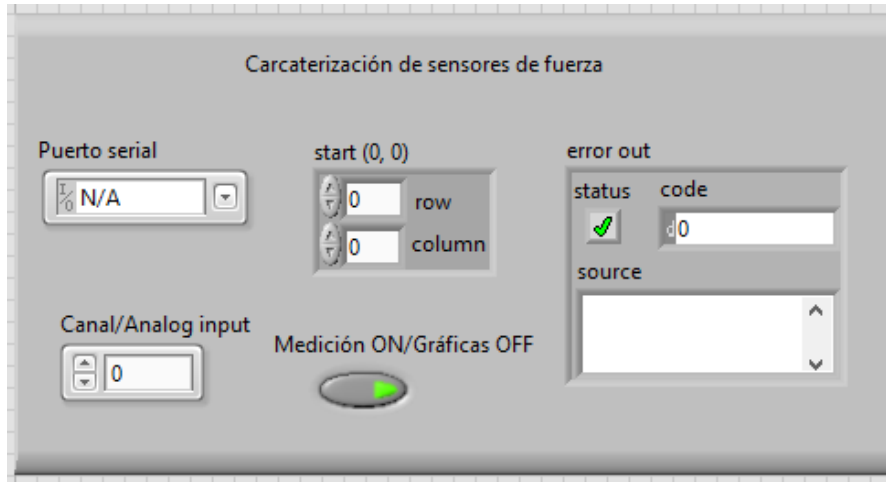 Carcaterización de sensores de fuerza
Puerto serial
N/A
start (0, 0)
0 row
0 column
error out
status code
d0
source
Canal/Analog input
0
Medición ON/Gráficas OFF